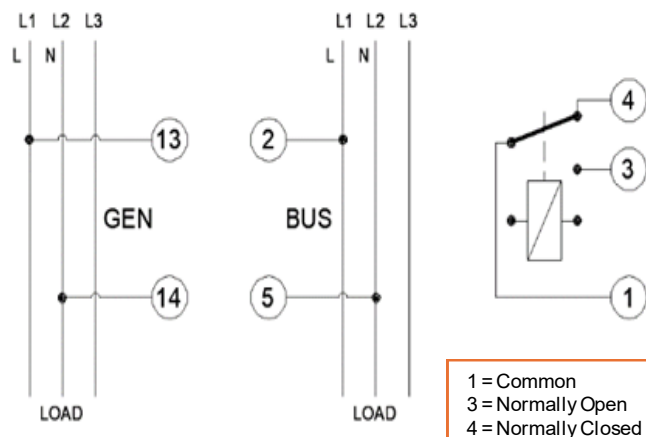 L1 L2 L3
L N
13
GEN
14
LOAD
L1 L2 L3
L N
2
BUS
5
LOAD
4
3
1
1 = Common
3 = Normally Open
4 = Normally Closed